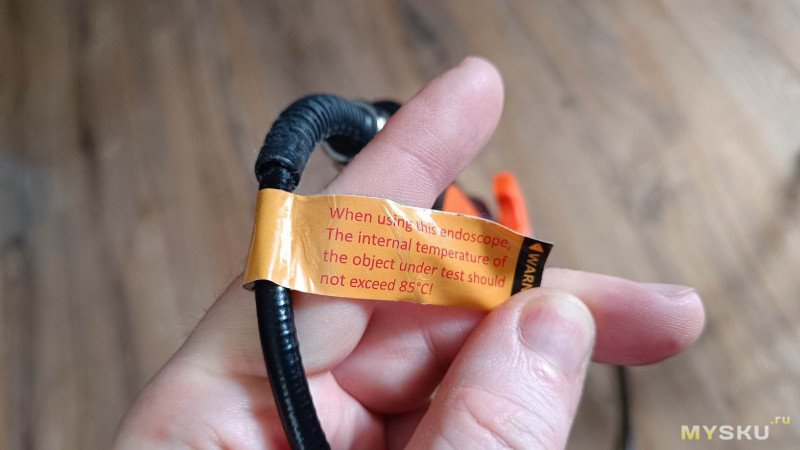 When using this endoscope,
The internal temperature of
the object under test should
not exceed 85°C!
WARN
MYSKU.ru